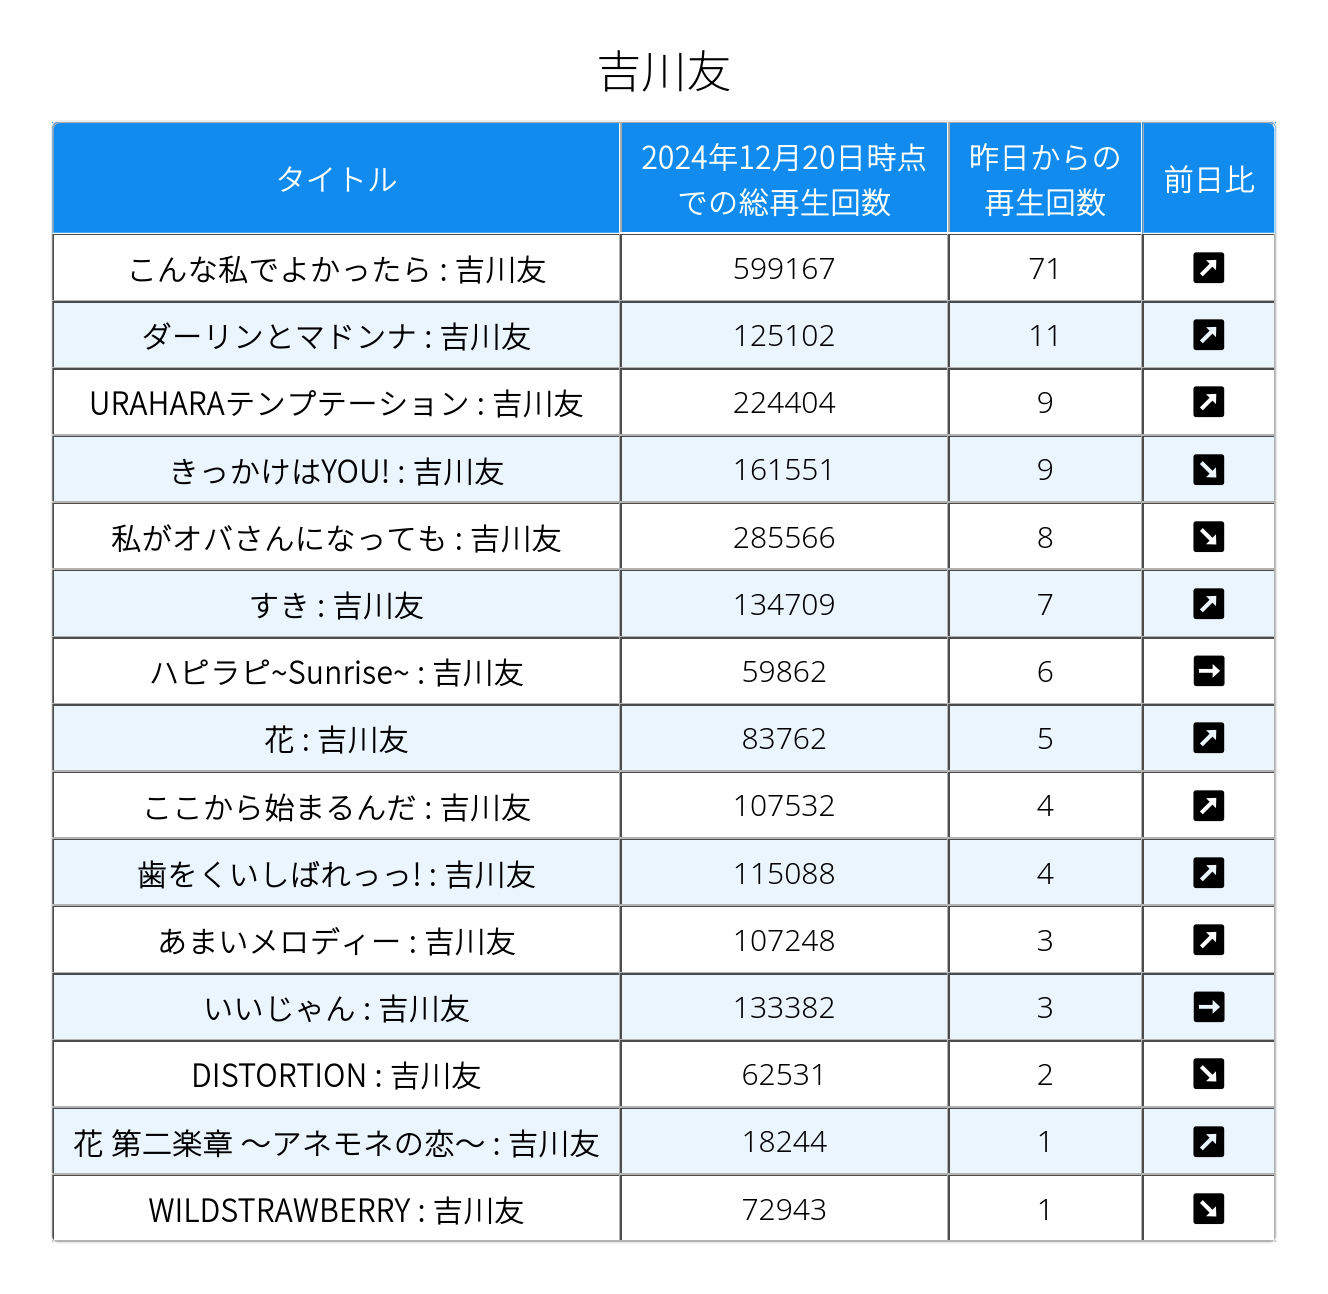 吉川友
タイトル
2024年12月20日時点
での総再生回数
昨日からの
再生回数
前日比
こんな私でよかったら : 吉川友 599167 71
ダーリンとマドンナ : 吉川友 125102 11
URAHARAテンプテーション : 吉川友 224404 9
きっかけはYOU! : 吉川友 161551 9
私がオバさんになっても : 吉川友 285566 8
すき : 吉川友 134709 7
ハピラピ~Sunrise~ : 吉川友 59862 6
花 : 吉川友 83762 5
ここから始まるんだ : 吉川友 107532 4
歯をくいしばれっっ! : 吉川友 115088 4
あまいメロディー : 吉川友 107248 3
いいじゃん : 吉川友 133382 3
DISTORTION : 吉川友 62531 2
花 第二楽章 〜アネモネの恋〜 : 吉川友 18244 1
WILDSTRAWBERRY : 吉川友 72943 1